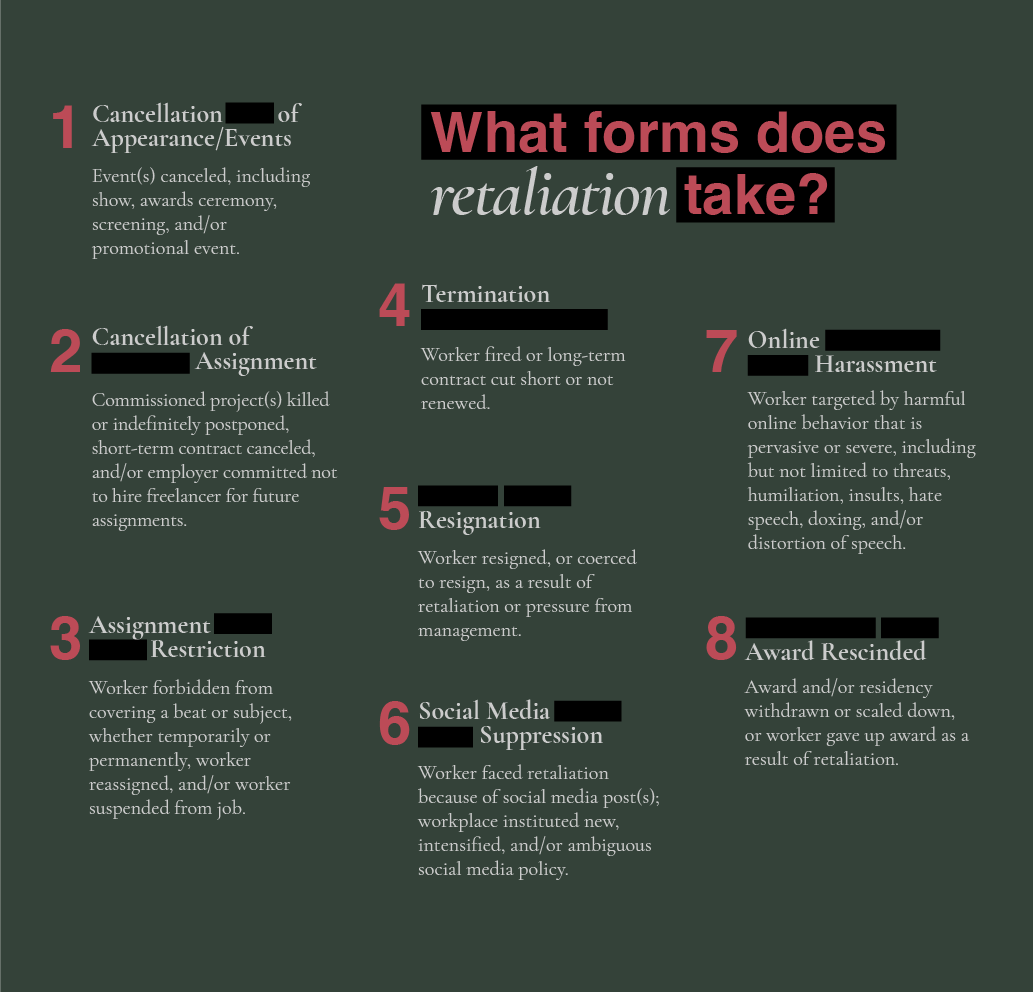 What forms does
retaliation take?
1
Cancellation of
Appearance/Events
Event(s) canceled, including
show, awards ceremony,
screening, and/or
promotional event.
2
Cancellation of
Assignment
Commissioned project(s) killed
or indefinitely postponed,
short-term contract canceled,
and/or employer committed not
to hire freelancer for future
assignments.
3
Assignment
Restriction
Worker forbidden from
covering a beat or subject,
whether temporarily or
permanently, worker
reassigned, and/or worker
suspended from job.
4
Termination
Worker fired or long-term
contract cut short or not
renewed.
5
Resignation
Worker resigned, or coerced
to resign, as a result of
retaliation or pressure from
management.
6
Social Media
Suppression
Worker faced retaliation
because of social media post(s);
workplace instituted new,
intensified, and/or ambiguous
social media policy.
7
Online
Harassment
Worker targeted by harmful
online behavior that is
pervasive or severe, including
but not limited to threats,
humiliation, insults, hate
speech, doxing, and/or
distortion of speech.
8
Award Rescinded
Award and/or residency
withdrawn or scaled down,
or worker gave up award as a
result of retaliation.